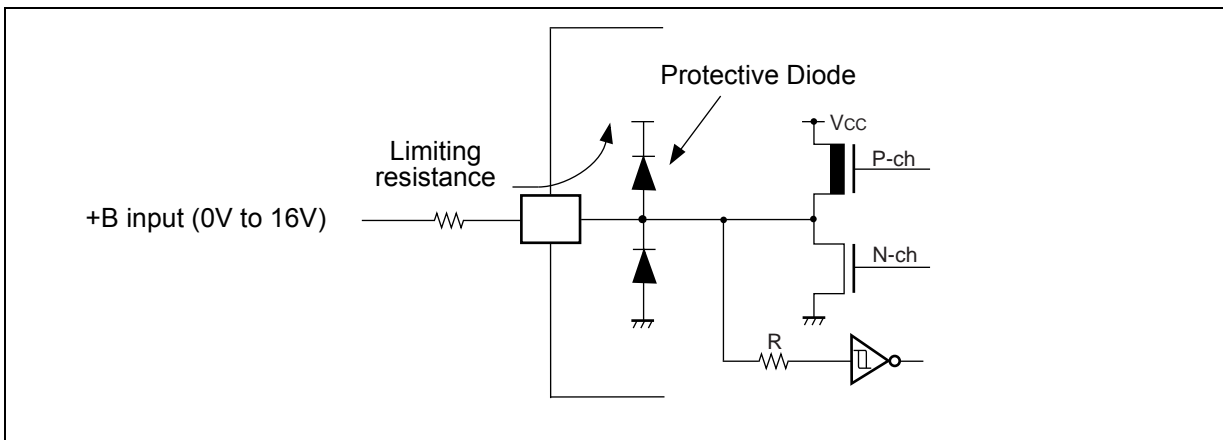 Protective Diode
VCC
Limiting
resistance
P-ch
+B input (0V to 16V)
N-ch
R